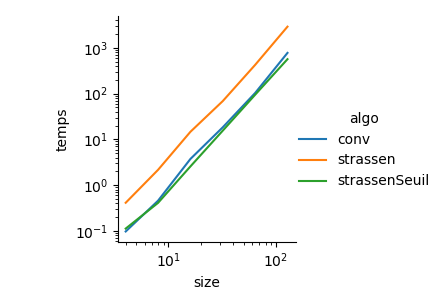 temps
10³
10²
10¹
10⁰
10⁻¹
10¹
10²
size
algo
conv
strassen
strassenSeuil